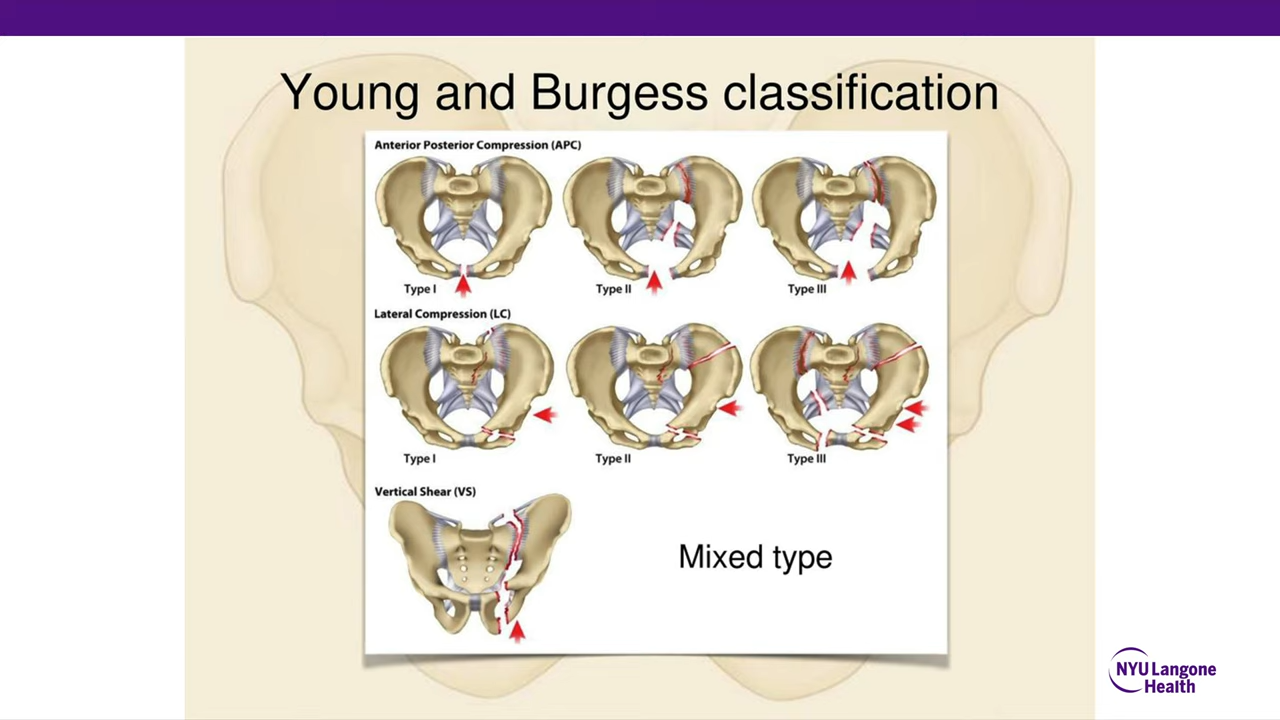 Young and Burgess classification
Anterior Posterior Compression (APC)
Type I
Type II
Type III
Lateral Compression (LC)
Type I
Type II
Type III
Vertical Shear (VS)
Mixed type
NYU Langone
Health